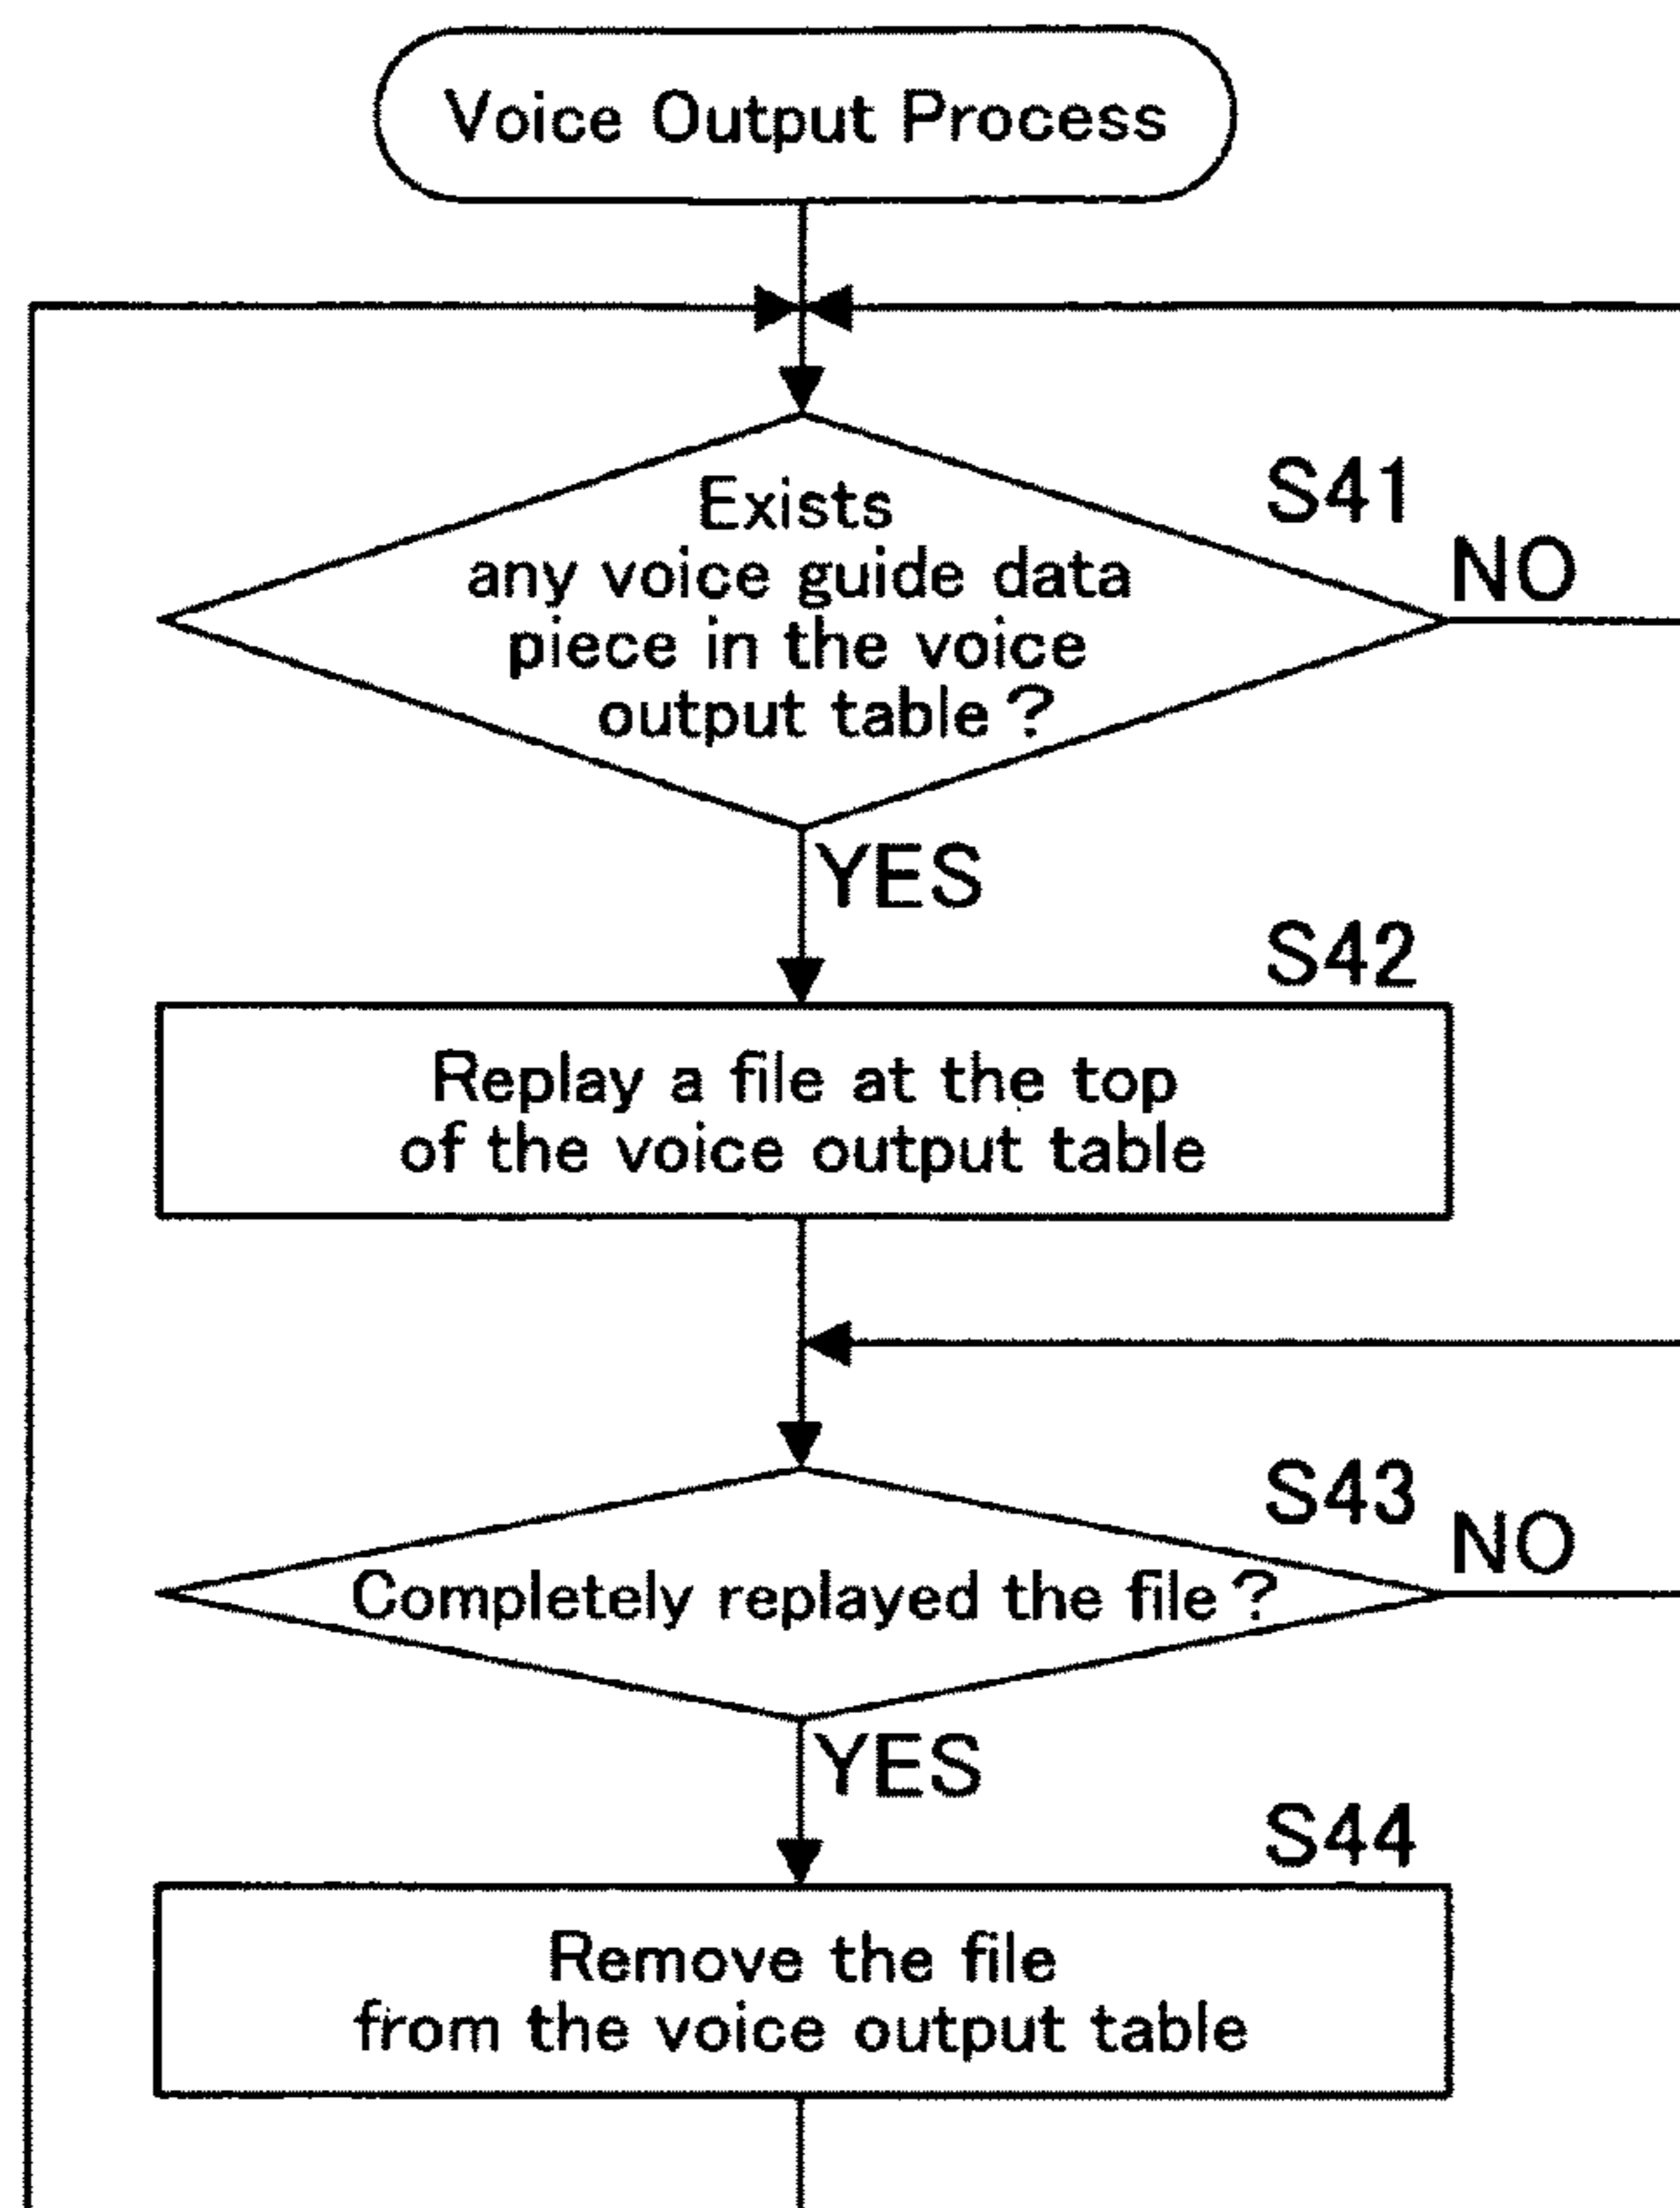 Voice Output Process
S41
Exists
any voice guide data
piece in the voice
output table ?
NO
YES
S42
Replay a file at the top
of the voice output table
S43
Completely replayed the file ?
NO
YES
S44
Remove the file
from the voice output table